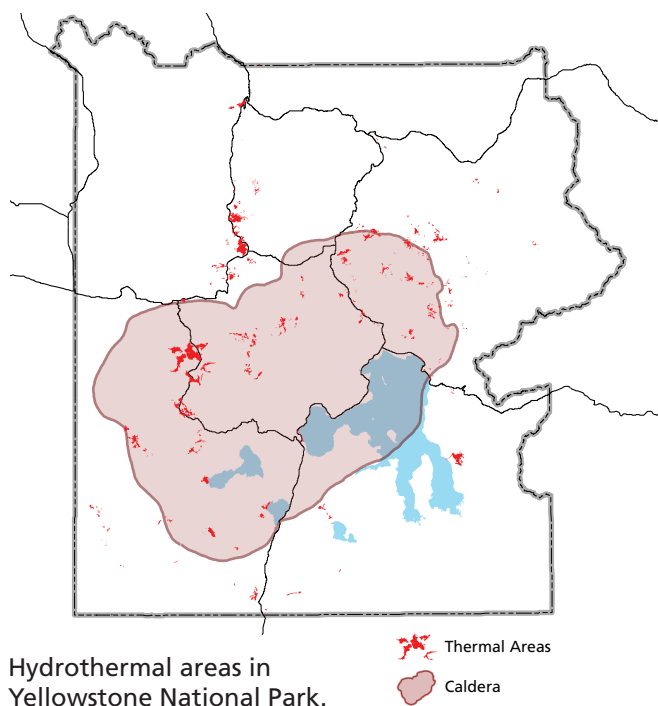 Thermal Areas
Hydrothermal areas in
Yellowstone National Park.
Caldera